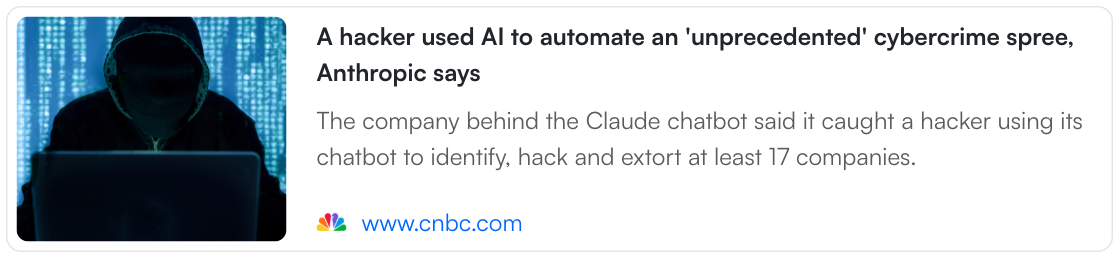 A hacker used AI to automate an 'unprecedented' cybercrime spree,
Anthropic says
The company behind the Claude chatbot said it caught a hacker using its
chatbot to identify, hack and extort at least 17 companies.
www.cnbc.com